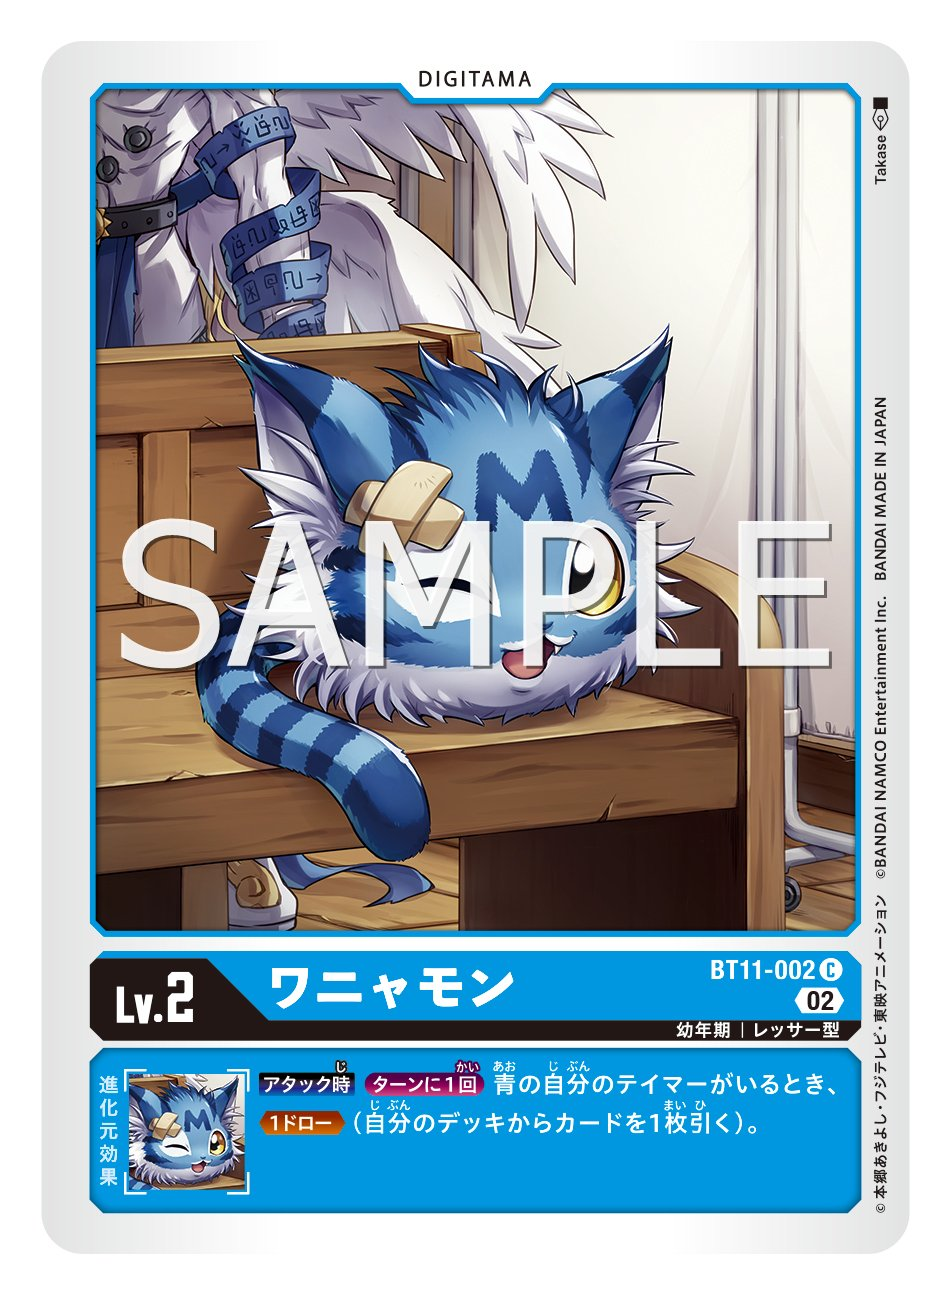 DIGITAMA
Takase
M
SAMPLE
BANDAI MADE IN JAPAN
©BANDAI NAMCO Entertainment Inc.
©本郷あきよし・フジテレビ・東映アニメーション
Lv.2
ワニャモン
BT11-002 C
02
幼年期 | レッサー型
進化元効果
アタック時 ターンに1回 青の自分のテイマーがいるとき、
1ドロー (自分のデッキからカードを1枚引く)。